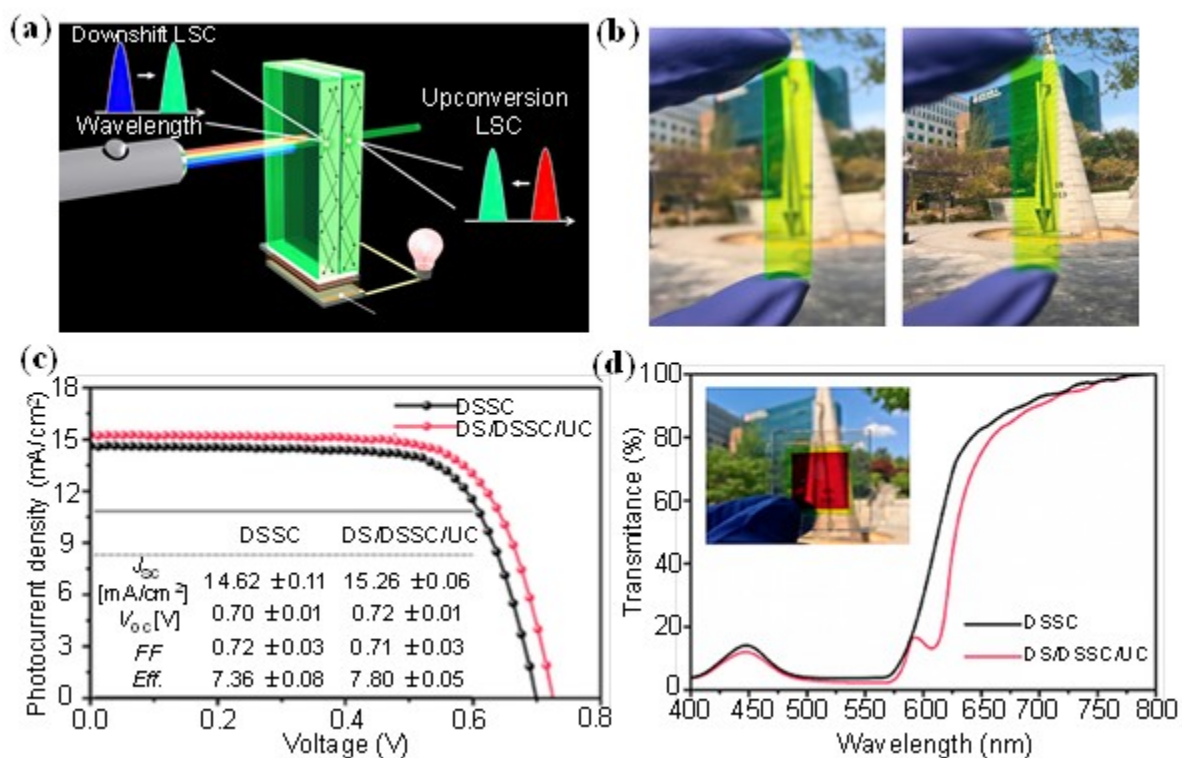 (a)
Downshift LSC
Wavelength
Upconversion
LSC
(b)
(c)
Photocurrent density (mA/cm²)
18
15
12
9
6
3
0
0.0 0.2 0.4 0.6 0.8
Voltage (V)
DSSC
DS/DSSC/UC
DSSC DS/DSSC/UC
JSC
[mA/cm⁻²] 14.62 ±0.11 15.26 ±0.06
Voc [V] 0.70 ±0.01 0.72 ±0.01
FF 0.72 ±0.03 0.71 ±0.03
Eff. 7.36 ±0.08 7.80 ±0.05
(d)
Transmitance (%)
100
80
60
40
20
0
400 450 500 550 600 650 700 750 800
Wavelength (nm)
DSSC
DS/DSSC/UC